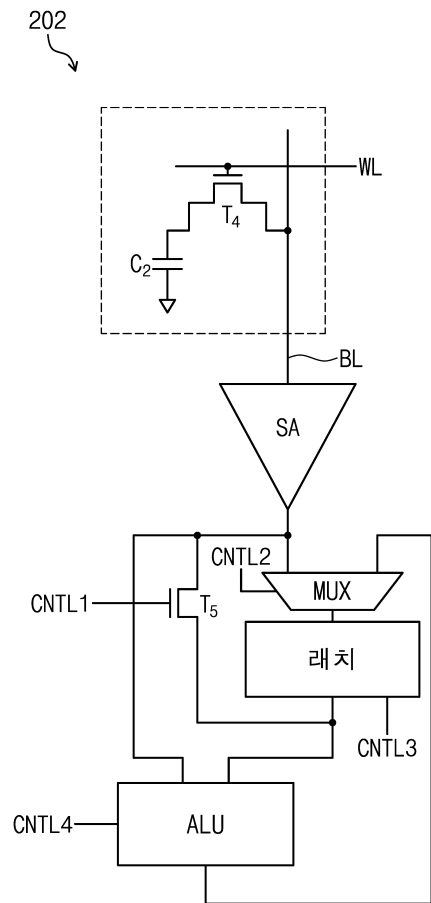 202
WL
T₄
C₂
BL
SA
CNTL2
MUX
CNTL1
T₅
래치
CNTL3
CNTL4
ALU